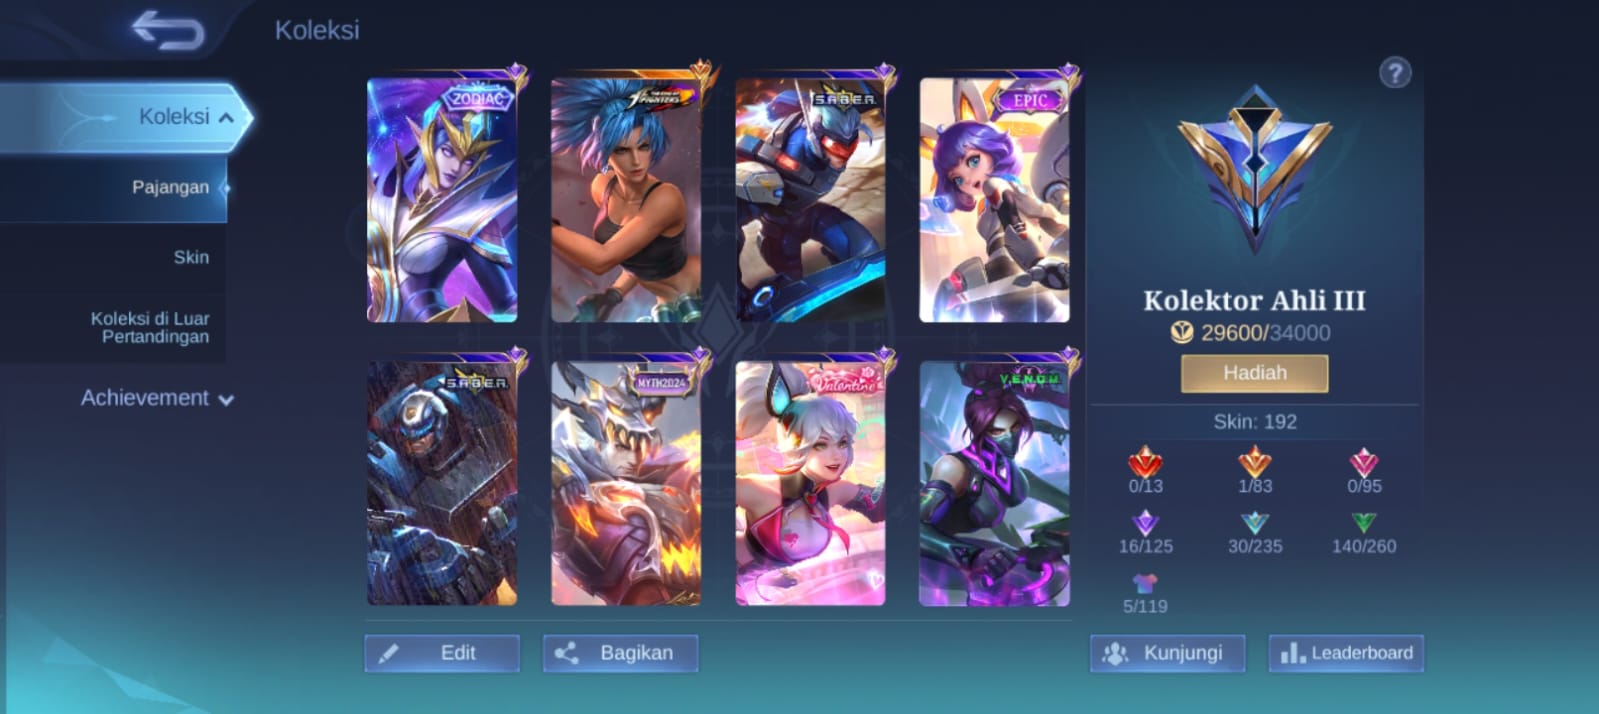 Koleksi
?
Koleksi
Pajangan
Skin
Koleksi di Luar
Pertandingan
Achievement
ZODIAC
THE KING OF FIGHTERS
S.A.B.E.R.
EPIC
S.A.B.E.R.
MYTH2024
Valentine
V.E.N.O.M.
Edit
Bagikan
Kolektor Ahli III
29600/34000
Hadiah
Skin: 192
0/13
1/83
0/95
16/125
30/235
140/260
5/119
Kunjungi
Leaderboard